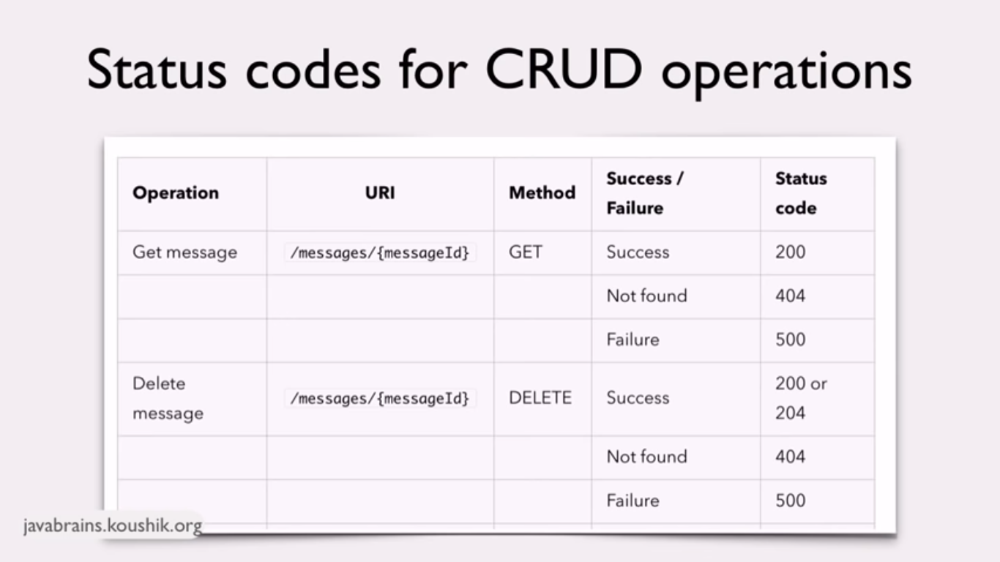 Status codes for CRUD operations
Operation URI Method Success / Failure Status code
Get message /messages/{messageId} GET Success 200
Not found 404
Failure 500
Delete message /messages/{messageId} DELETE Success 200 or 204
Not found 404
Failure 500
javabrains.koushik.org